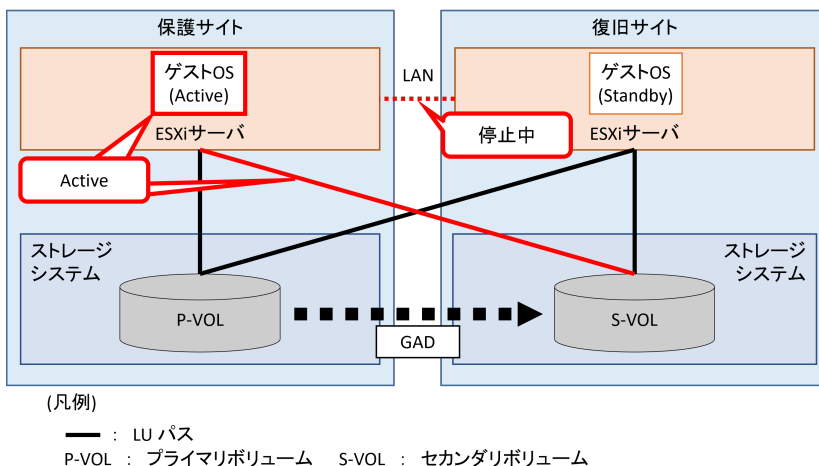 保護サイト
復旧サイト
ゲストOS
(Active)
LAN
ゲストOS
(Standby)
ESXiサーバ
停止中
ESXiサーバ
Active
ストレージ
システム
ストレージ
システム
P-VOL
S-VOL
GAD
(凡例)
: LU パス
P-VOL : プライマリボリューム S-VOL : セカンダリボリューム